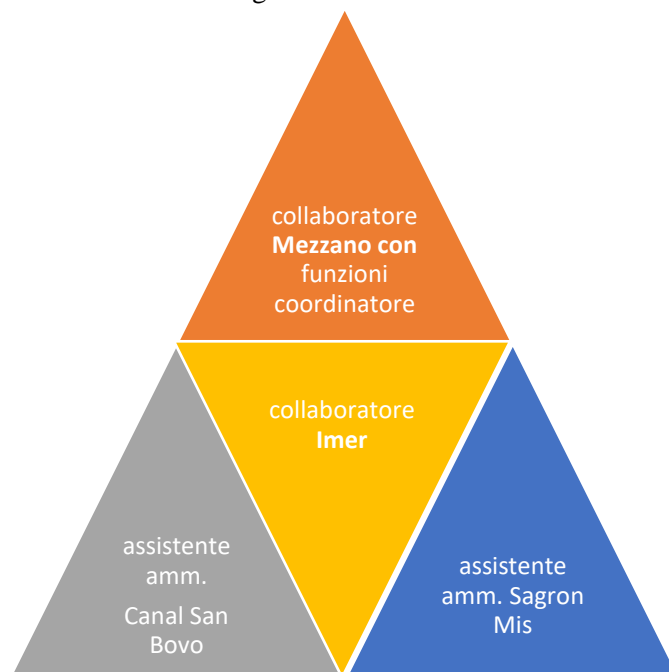 collaboratore
Mezzano con
funzioni
coordinatore
collaboratore
Imer
assistente
amm.
Canal San
Bovo
assistente
amm. Sagron
Mis